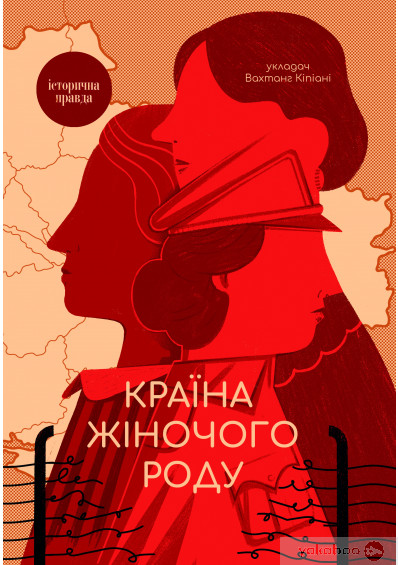 укладач
Вахтанг Кіпіані
історична
правда
КРАЇНА
ЖІНОЧОГО
РОДУ
yakaboo